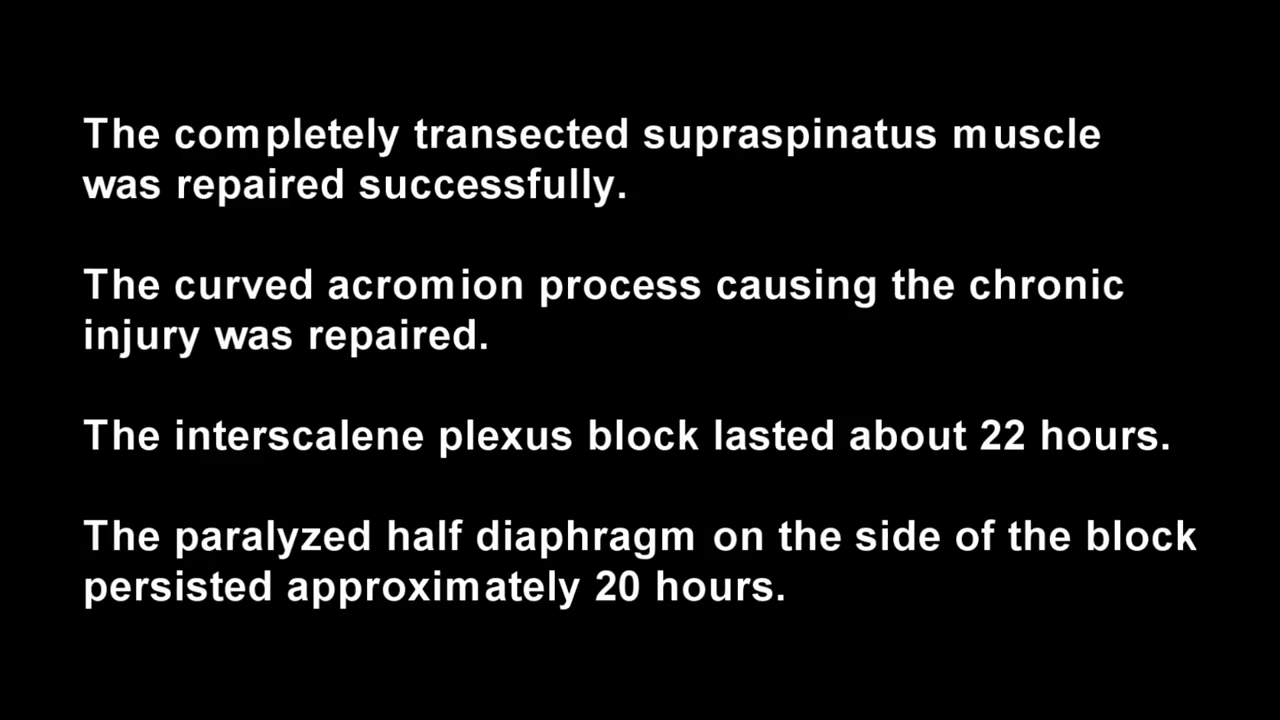 The completely transected supraspinatus muscle
was repaired successfully.
The curved acromion process causing the chronic
injury was repaired.
The interscalene plexus block lasted about 22 hours.
The paralyzed half diaphragm on the side of the block
persisted approximately 20 hours.